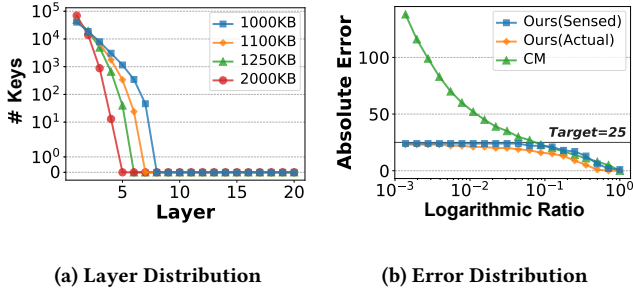 10^5
10^4
10^3
10^2
10^1
10^0
0
# Keys
1000KB
1100KB
1250KB
2000KB
5 10 15 20
Layer
(a) Layer Distribution
Absolute Error
100
50
0
Ours(Sensed)
Ours(Actual)
CM
Target=25
10^-3 10^-2 10^-1 10^0
Logarithmic Ratio
(b) Error Distribution